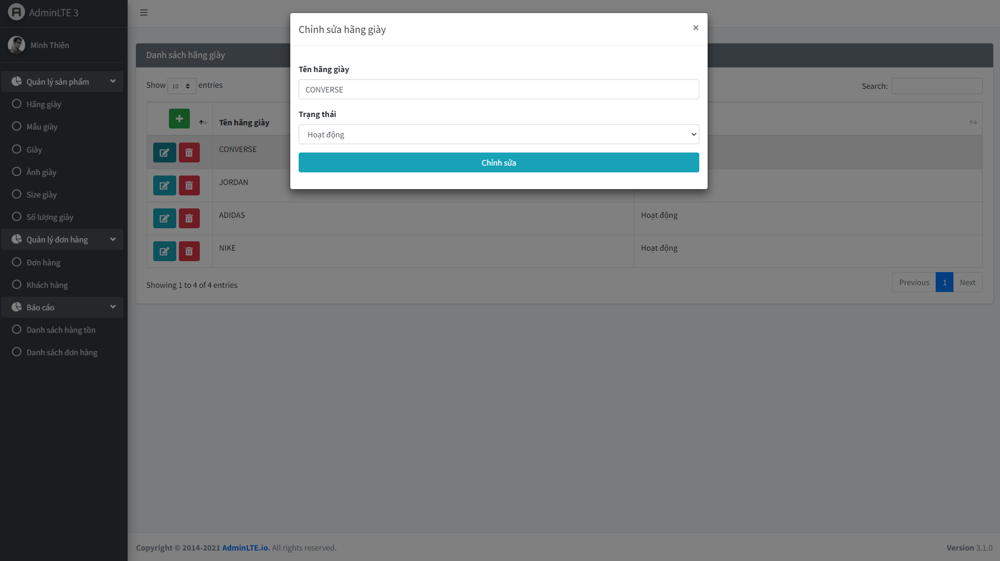 AdminLTE 3
Minh Thiên
Quản lý sản phẩm
Hãng giày
Mẫu giày
Giày
Ảnh giày
Size giày
Số lượng giày
Quản lý đơn hàng
Đơn hàng
Khách hàng
Báo cáo
Danh sách hàng tồn
Danh sách đơn hàng
Chỉnh sửa hãng giày
×
Tên hãng giày
CONVERSE
Trạng thái
Hoạt động
Chỉnh sửa
Danh sách hãng giày
Show 10 entries
Search:
Tên hãng giày
CONVERSE
JORDAN
ADIDAS Hoạt động
NIKE Hoạt động
Showing 1 to 4 of 4 entries
Previous 1 Next
Copyright © 2014-2021 AdminLTE.io. All rights reserved.
Version 3.1.0